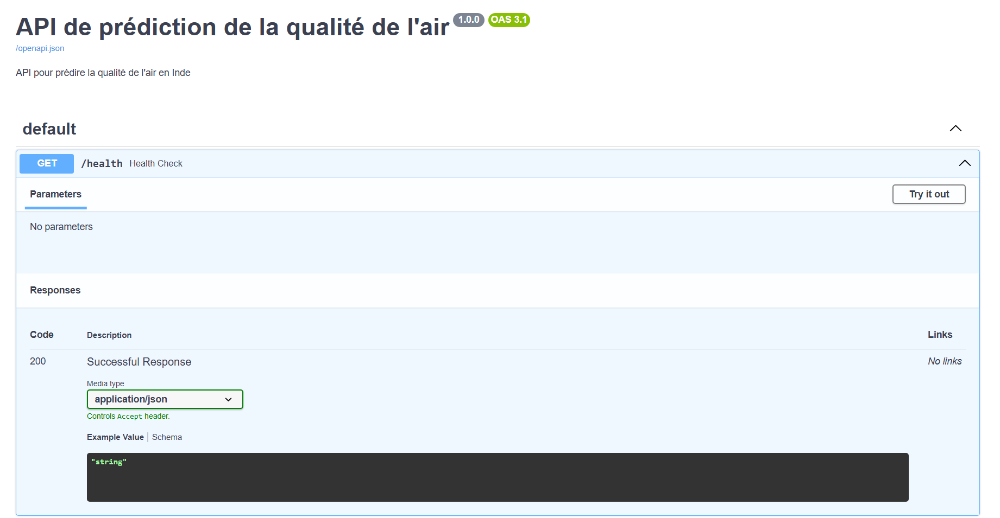 API de prédiction de la qualité de l'air 1.0.0 OAS 3.1
/openapi.json
API pour prédire la qualité de l'air en Inde
default
GET /health Health Check
Parameters Try it out
No parameters
Responses
Code Description Links
200 Successful Response No links
Media type
application/json
Controls Accept header.
Example Value Schema
"string"